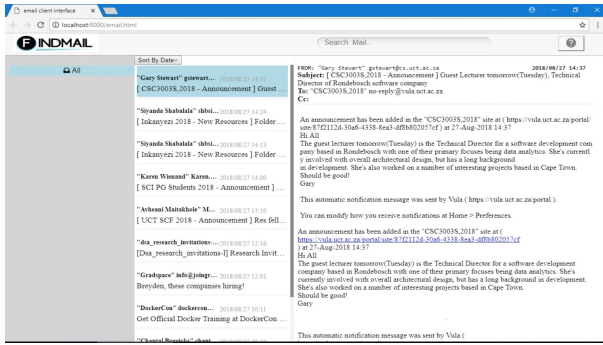 email client interface
localhost:8000/email.html
FINDMAIL
Search Mail...
?
All
Sort By Date
"Gary Stewart" gstewart... 2018/08/27 14:37
[ CSC3003S,2018 - Announcement ] Guest ...
"Siyanda Shabalala" shbsi... 2018/08/27 14:24
[ Inkanyezi 2018 - New Resources ] Folder ...
"Siyanda Shabalala" shbsi... 2018/08/27 14:15
[ Inkanyezi 2018 - New Resources ] Folder ...
"Karen Wienand" Karen.... 2018/08/27 14:00
[ SCI PG Students 2018 - Announcement ] ...
"Avheani Maitakhole" M... 2018/08/27 13:10
[ UCT SCF 2018 - Announcement ] Res fell...
"dsa_research_invitations-... 2018/08/27 12:16
[Dsa_research_invitations-l] Research Invit...
"Gradspace" info@joingr... 2018/08/27 12:01
Breyden, these companies hiring!
"DockerCon" dockercon... 2018/08/27 10:11
Get Official Docker Training at DockerCon ...
FROM: "Gary Stewart" gstewart@cs.uct.ac.za 2018/08/27 14:37
Subject: [ CSC3003S,2018 - Announcement ] Guest Lecturer tomorrow(Tuesday), Technical
Director of Rondebosch software company
To: "CSC3003S,2018" no-reply@vula.uct.ac.za
Cc:
An announcement has been added in the "CSC3003S,2018" site at ( https://vula.uct.ac.za/portal/
site/87f2112d-30a6-4338-8ea3-df8b802057cf ) at 27-Aug-2018 14:37
Hi All
The guest lecturer tomorrow(Tuesday) is the Technical Director for a software development com
pany based in Rondebosch with one of their primary focuses being data analytics. She's currentl
y involved with overall architectural design, but has a long background
in development. She's also worked on a number of interesting projects based in Cape Town.
Should be good!
Gary
This automatic notification message was sent by Vula ( https://vula.uct.ac.za/portal ).
You can modify how you receive notifications at Home > Preferences.
An announcement has been added in the "CSC3003S,2018" site at (
https://vula.uct.ac.za/portal/site/87f2112d-30a6-4338-8ea3-df8b802057cf
) at 27-Aug-2018 14:37
Hi All
The guest lecturer tomorrow(Tuesday) is the Technical Director for a software development
company based in Rondebosch with one of their primary focuses being data analytics. She's
currently involved with overall architectural design, but has a long background in development.
She's also worked on a number of interesting projects based in Cape Town.
Should be good!
Gary
This automatic notification message was sent by Vula (